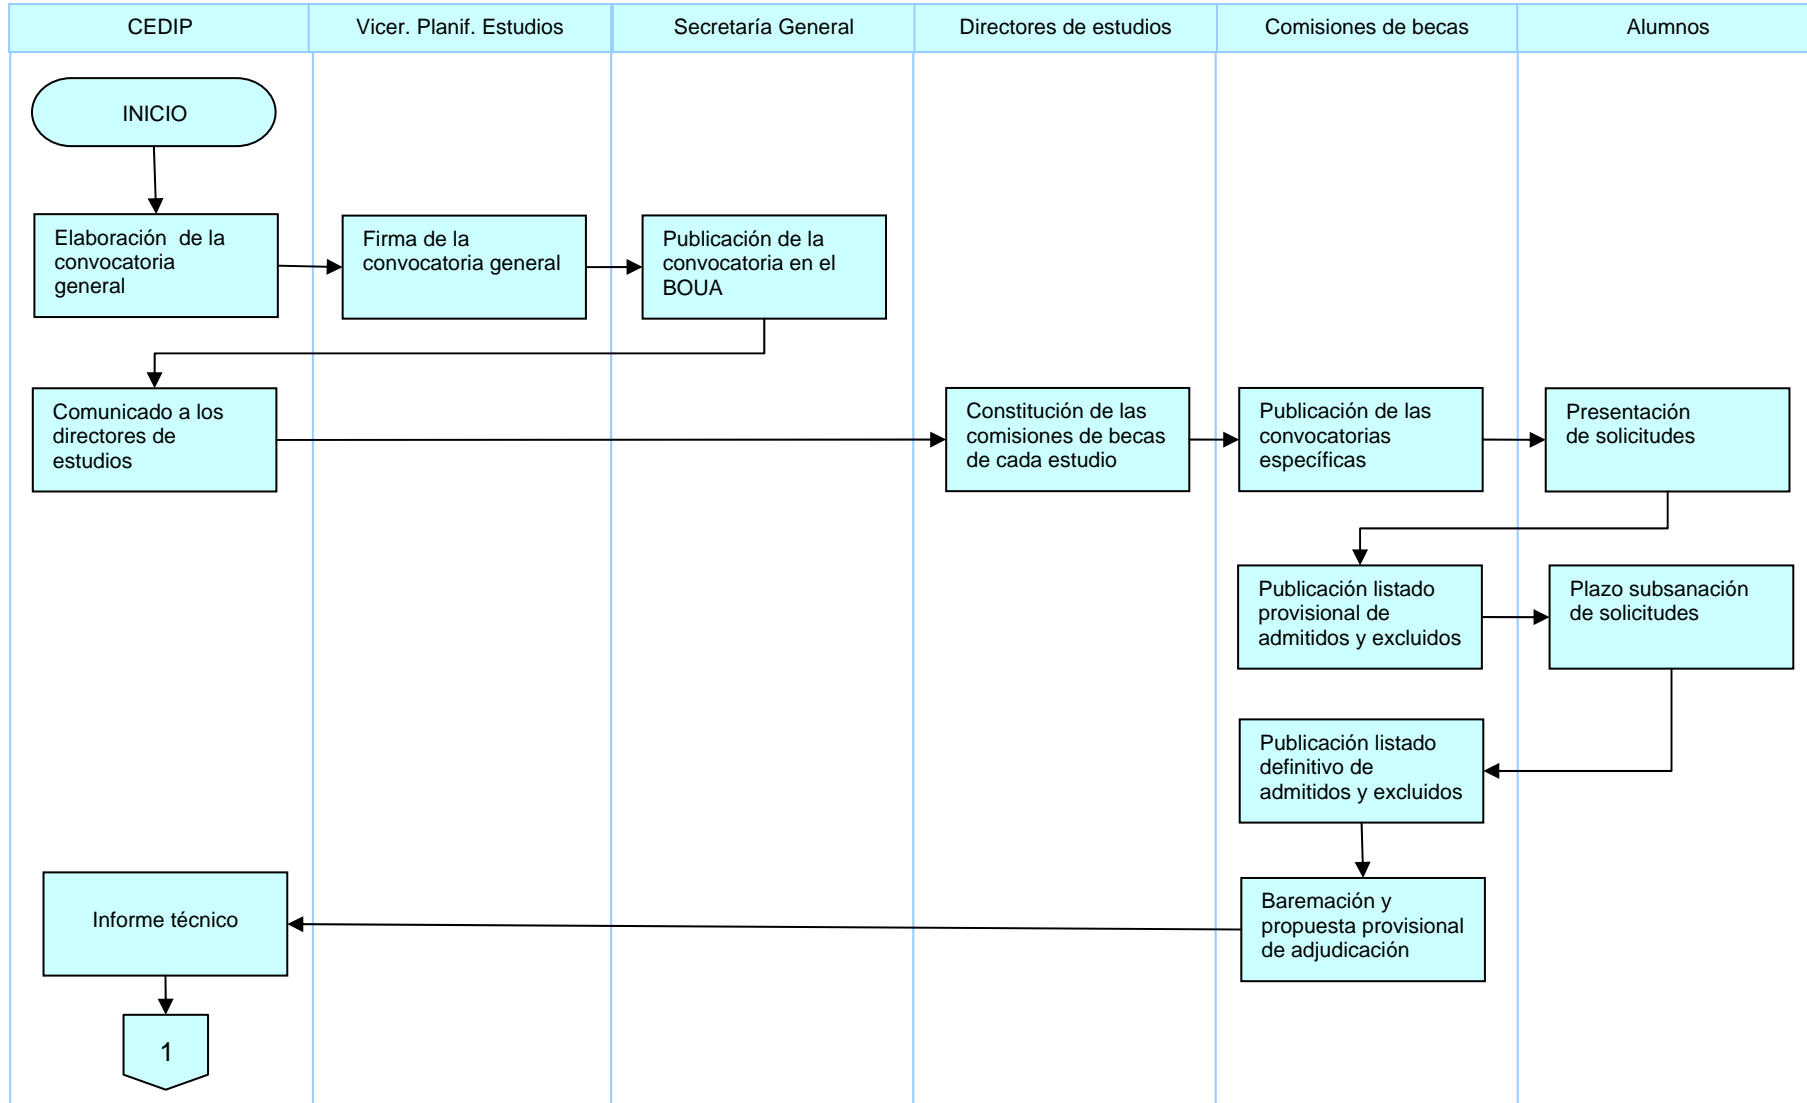 CEDIP
Vicer. Planif. Estudios
Secretaría General
Directores de estudios
Comisiones de becas
Alumnos
INICIO
Elaboración  de la
convocatoria
general
Firma de la
convocatoria general
Publicación de la
convocatoria en el
BOUA
Comunicado a los
directores de
estudios
Constitución de las
comisiones de becas
de cada estudio
Publicación de las
convocatorias
específicas
Presentación
de solicitudes
Publicación listado
provisional de
admitidos y excluidos
Plazo subsanación
de solicitudes
Publicación listado
definitivo de
admitidos y excluidos
Baremación y
propuesta provisional
de adjudicación
Informe técnico
1